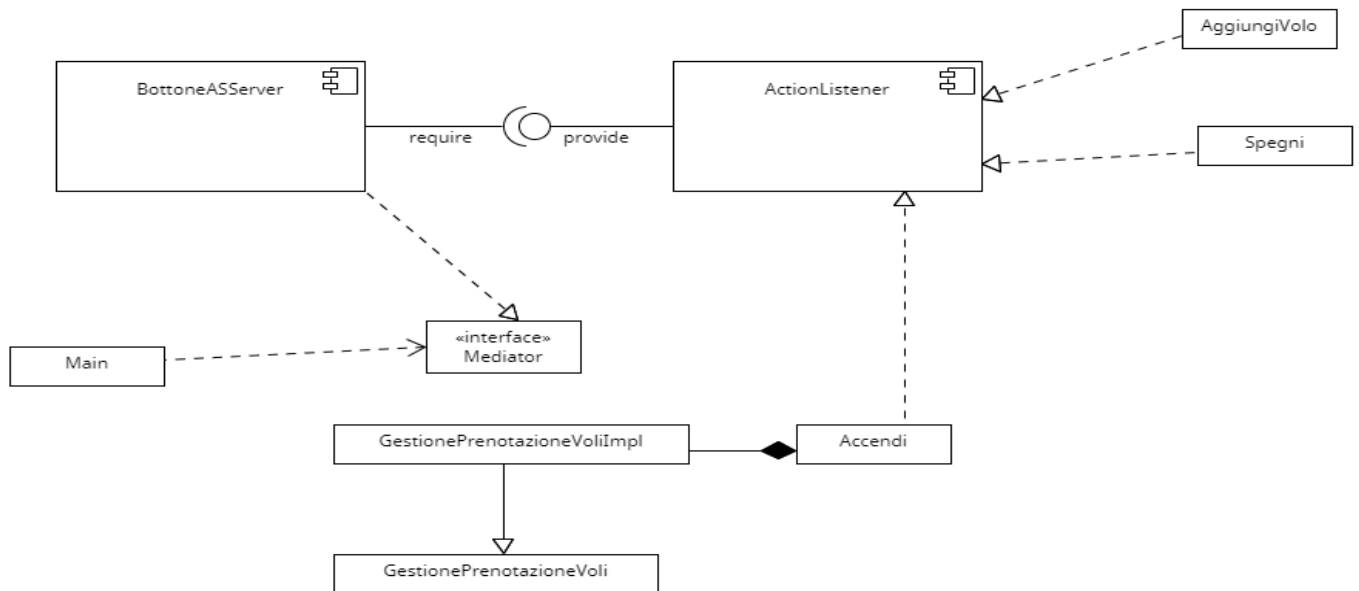 AggiungiVolo
BottoneASServer
ActionListener
require
provide
Spegni
«interface»
Mediator
Main
GestionePrenotazioneVoliImpl
Accendi
GestionePrenotazioneVoli